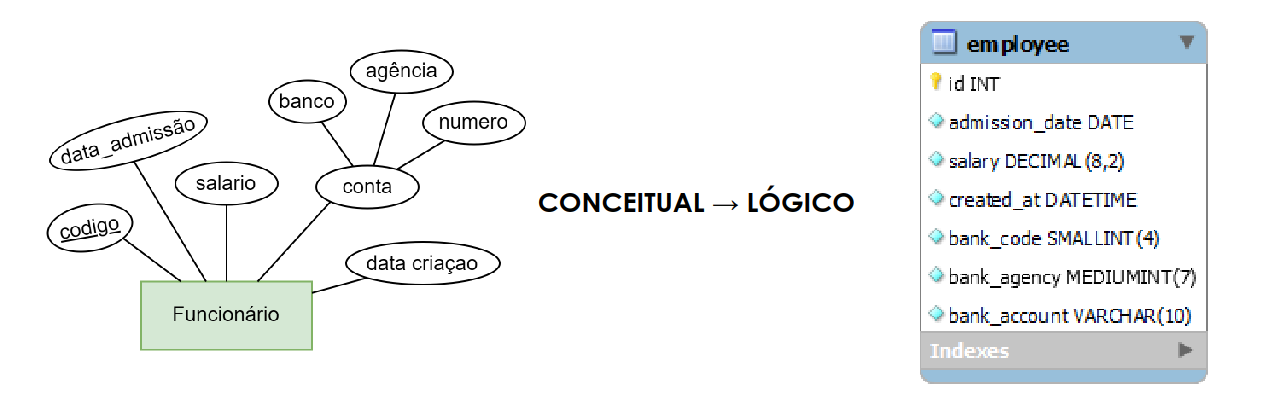 agência
banco
numero
data_admissão
salario
conta
codigo
data criaçao
Funcionário
CONCEITUAL → LÓGICO
employee
id INT
admission_date DATE
salary DECIMAL(8,2)
created_at DATETIME
bank_code SMALLINT(4)
bank_agency MEDIUMINT(7)
bank_account VARCHAR(10)
Indexes